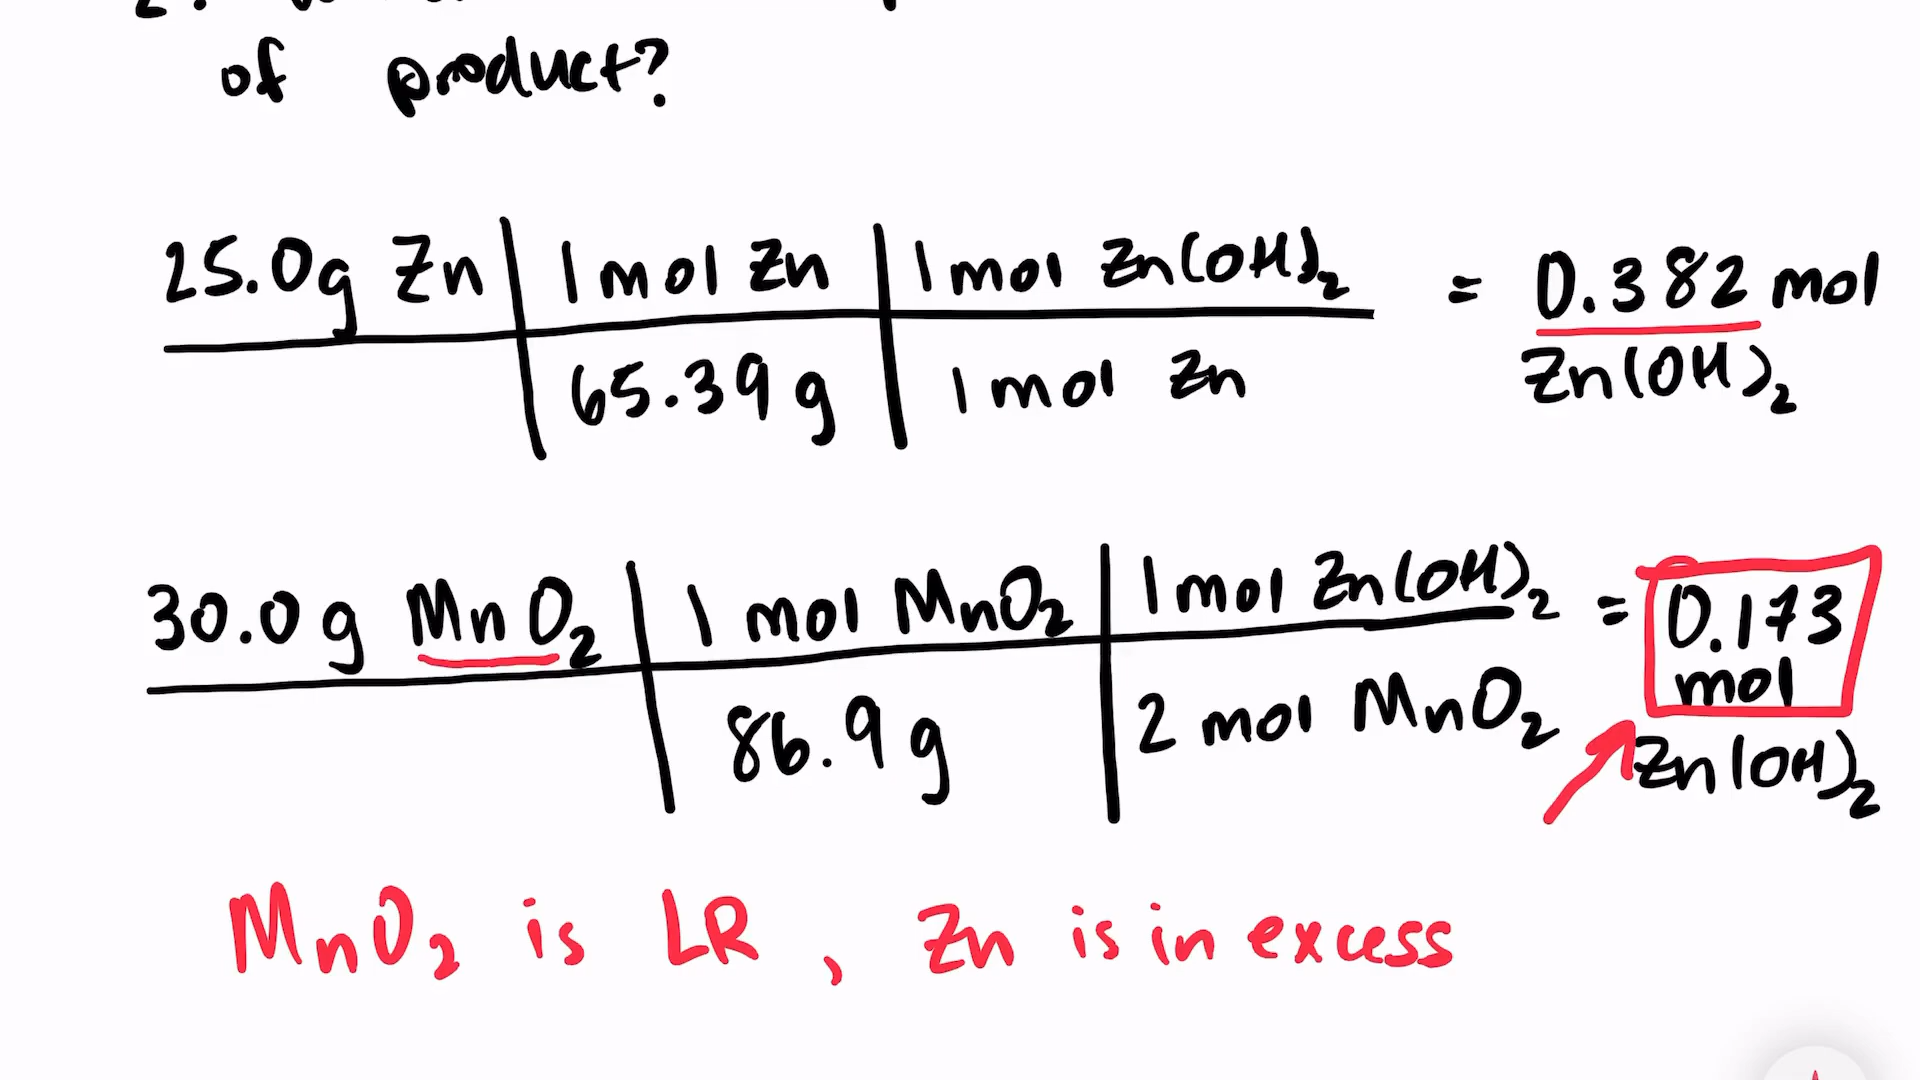 of product?
25.0g Zn | 1 mol Zn | 1 mol Zn(OH)₂ = 0.382 mol
65.39 g | 1 mol Zn Zn(OH)₂
30.0 g MnO₂ | 1 mol MnO₂ | 1 mol Zn(OH)₂ = 0.173
mol
86.9 g | 2 mol MnO₂ Zn(OH)₂
MnO₂ is LR, Zn is in excess